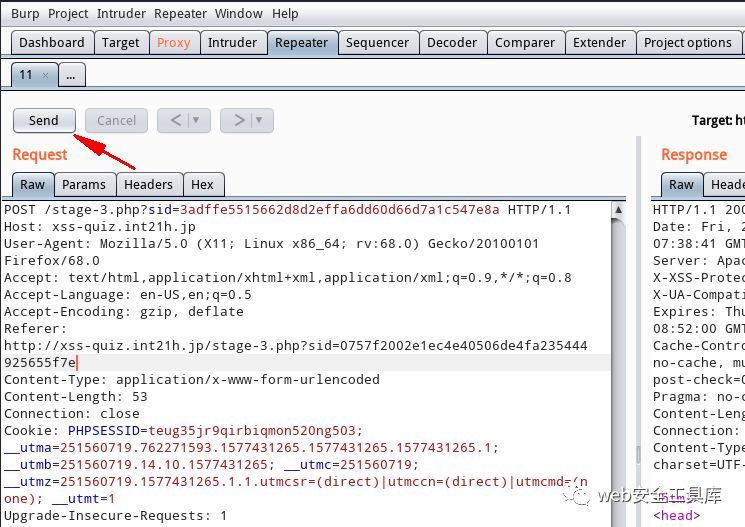 Burp Project Intruder Repeater Window Help
Dashboard Target Proxy Intruder Repeater Sequencer Decoder Comparer Extender Project options
11 × ...
Send Cancel < ▼ > ▼ Target: h
Request
Raw Params Headers Hex
POST /stage-3.php?sid=3adffe5515662d8d2effa6dd60d66d7a1c547e8a HTTP/1.1
Host: xss-quiz.int21h.jp
User-Agent: Mozilla/5.0 (X11; Linux x86_64; rv:68.0) Gecko/20100101
Firefox/68.0
Accept: text/html,application/xhtml+xml,application/xml;q=0.9,*/*;q=0.8
Accept-Language: en-US,en;q=0.5
Accept-Encoding: gzip, deflate
Referer:
http://xss-quiz.int21h.jp/stage-3.php?sid=0757f2002e1ec4e40506de4fa235444
925655f7e
Content-Type: application/x-www-form-urlencoded
Content-Length: 53
Connection: close
Cookie: PHPSESSID=teug35jr9qirbiqmon520ng503;
__utma=251560719.762271593.1577431265.1577431265.1577431265.1;
__utmb=251560719.14.10.1577431265; __utmc=251560719;
__utmz=251560719.1577431265.1.1.utmcsr=(direct)|utmccn=(direct)|utmcmd=(n
one); __utmt=1
Upgrade-Insecure-Requests: 1
Response
Raw Heade
HTTP/1.1 200
Date: Fri, 2
07:38:41 GMT
Server: Apac
X-XSS-Protec
X-UA-Compati
Expires: Thu
08:52:00 GMT
Cache-Contro
no-cache, mu
post-check=0
Pragma: no-c
Content-Leng
Connection:
Content-Type
charset=UTF-
<html>
<head>
web安全工具库